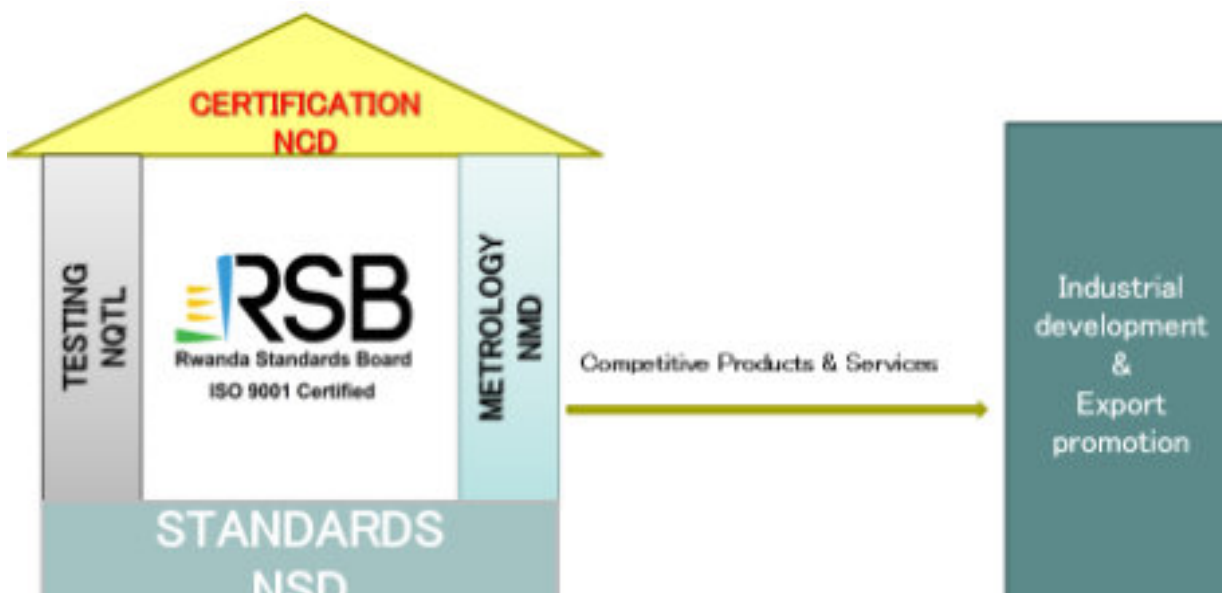 CERTIFICATION
NCD
TESTING
NQTL
RSB
Rwanda Standards Board
ISO 9001 Certified
METROLOGY
NMD
STANDARDS
NSD
Competitive Products & Services
Industrial
development
&
Export
promotion